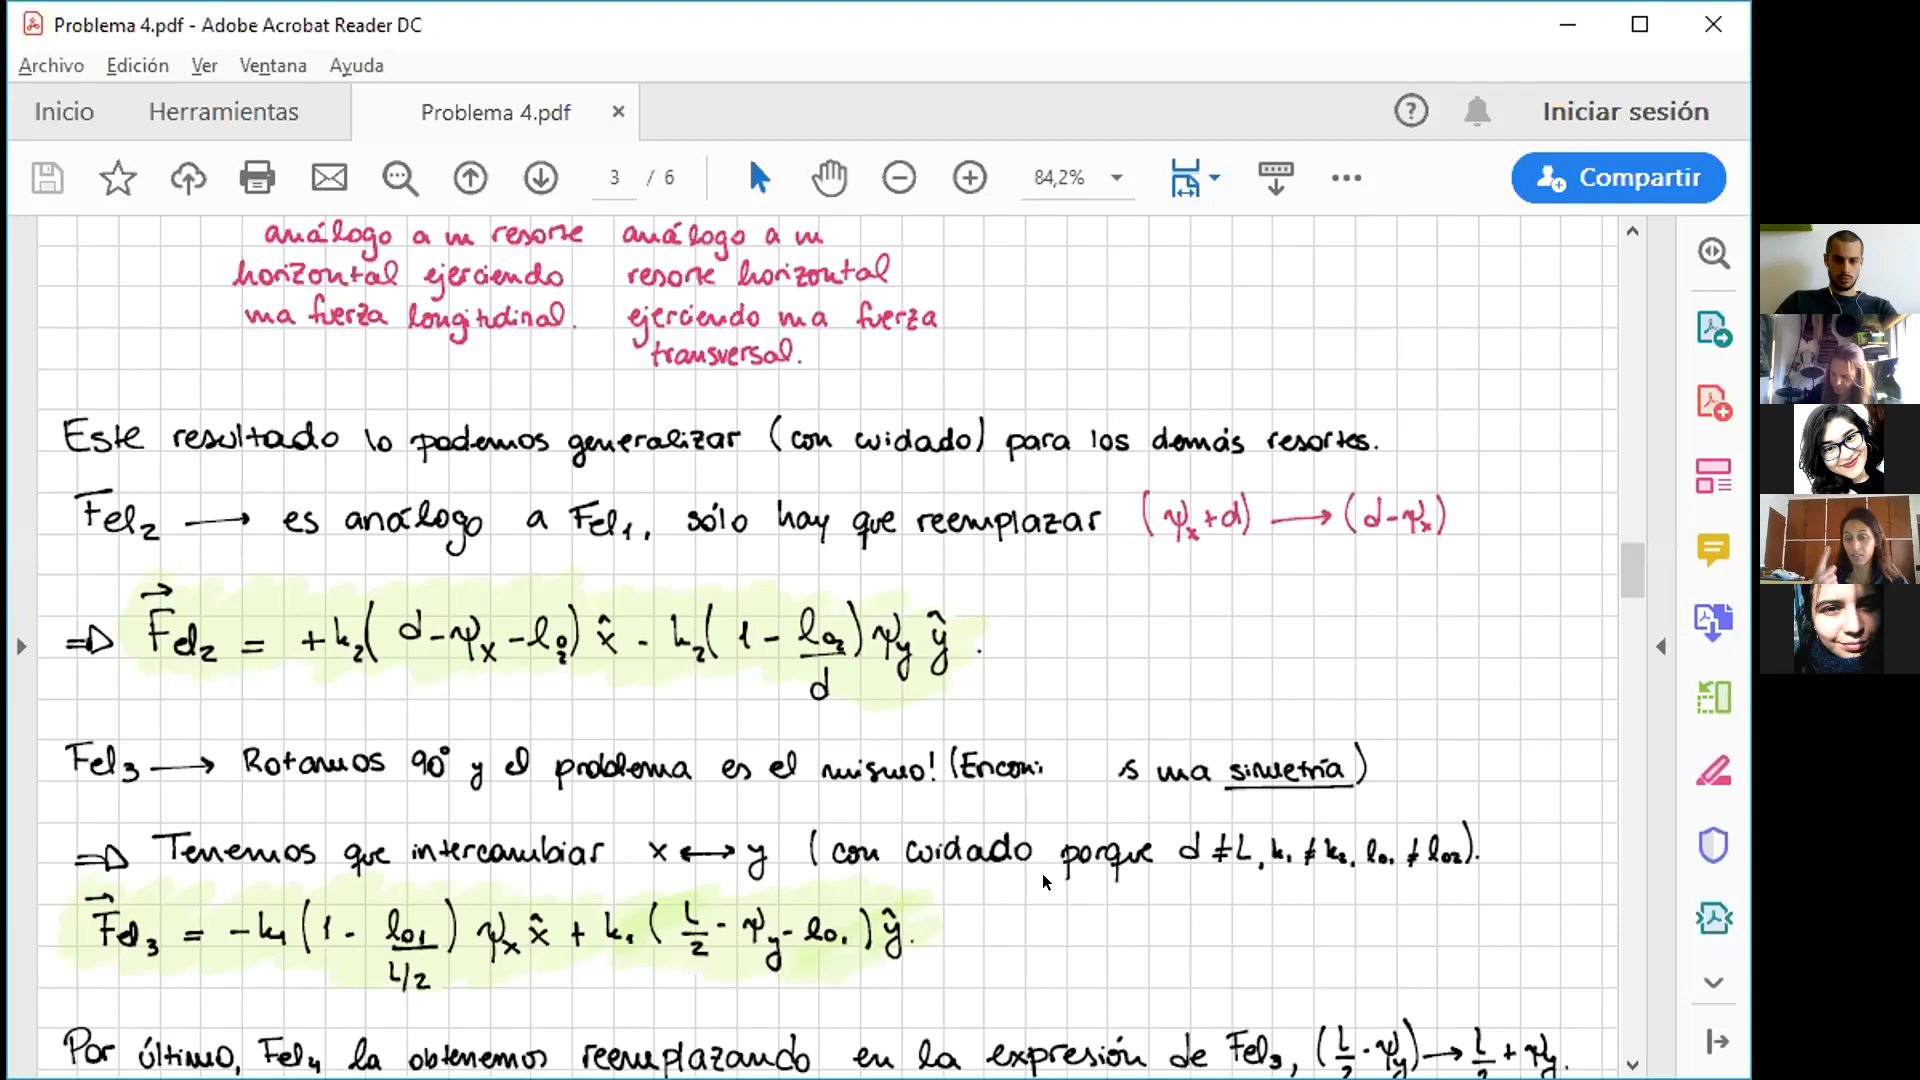 Problema 4.pdf - Adobe Acrobat Reader DC
Archivo Edición Ver Ventana Ayuda
Inicio Herramientas Problema 4.pdf × Iniciar sesión
3 / 6 84,2% Compartir
análogo a un resorte análogo a un
horizontal ejerciendo resorte horizontal
una fuerza longitudinal. ejerciendo una fuerza
transversal.
Este resultado lo podemos generalizar (con cuidado) para los demás resortes.
Fel₂ → es análogo a Fel₁, sólo hay que reemplazar (ψₓ+d) → (d-ψₓ)
⇒ F⃗el₂ = +k₂(d-ψₓ-l₀₂) x̂ - k₂(1 - l₀₂/d) ψy ŷ.
Fel₃ → Rotamos 90° y el problema es el mismo! (Encon s una simetría)
⇒ Tenemos que intercambiar x ↔ y (con cuidado porque d ≠ L, k₁ ≠ k₂, l₀₁ ≠ l₀₂).
F⃗el₃ = -k₁(1 - l₀₁/L/2) ψₓ x̂ + k₁(L/2 - ψy - l₀₁) ŷ.
Por último, Fel₄ la obtenemos reemplazando en la expresión de Fel₃, (L/2 - ψy) → L/2 + ψy.